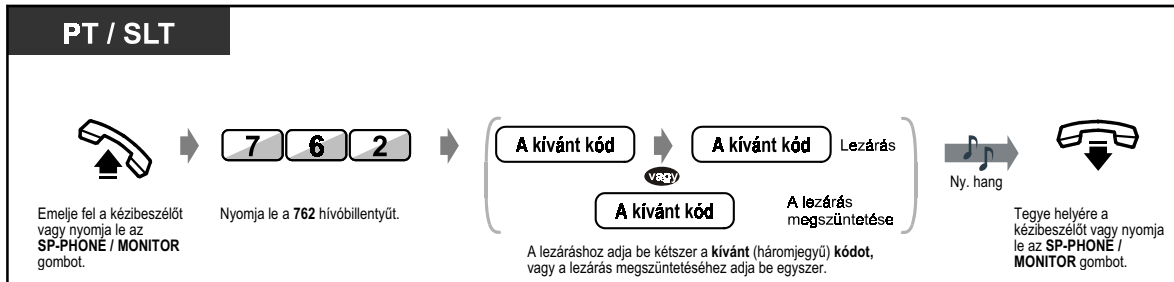 PT / SLT
7 6 2
A kívánt kód
A kívánt kód
Lezárás
vagy
A kívánt kód
A lezárás
megszüntetése
Ny. hang
Emelje fel a kézibeszélőt
vagy nyomja le az
SP-PHONE / MONITOR
gombot.
Nyomja le a 762 hívóbillentyűt.
A lezáráshoz adja be kétszer a kívánt (háromjegyű) kódot,
vagy a lezárás megszüntetéséhez adja be egyszer.
Tegye helyére a
kézibeszélőt vagy nyomja
le az SP-PHONE /
MONITOR gombot.